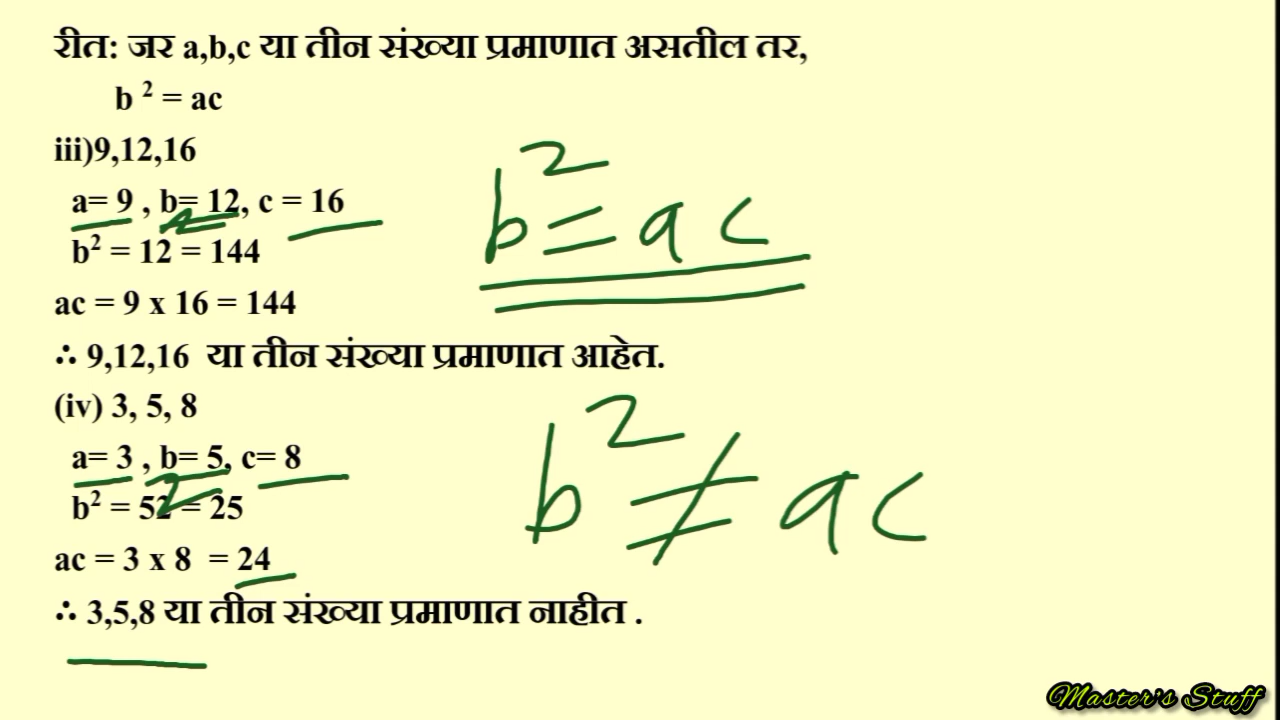 रीत: जर a,b,c या तीन संख्या प्रमाणात असतील तर,
b ² = ac
iii)9,12,16
a= 9 , b= 12, c = 16
b² = 12 = 144
ac = 9 x 16 = 144
∴ 9,12,16 या तीन संख्या प्रमाणात आहेत.
(iv) 3, 5, 8
a= 3 , b= 5, c= 8
b² = 52 = 25
ac = 3 x 8 = 24
∴ 3,5,8 या तीन संख्या प्रमाणात नाहीत .
b² = ac
b² ≠ ac
Master's Stuff